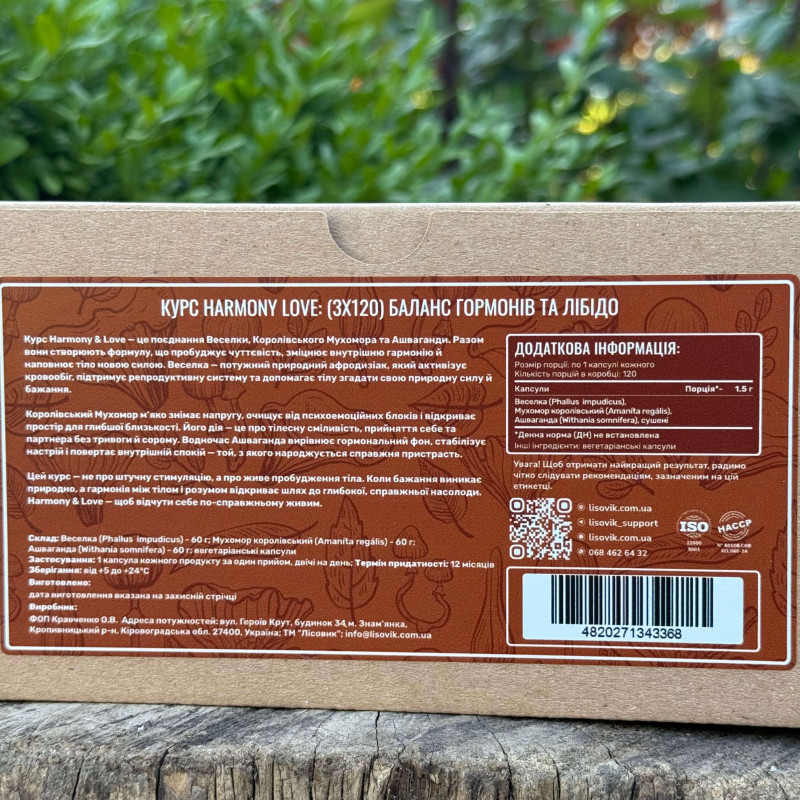 КУРС HARMONY LOVE: (3X120) БАЛАНС ГОРМОНІВ ТА ЛІБІДО
Курс Harmony & Love — це поєднання Веселки, Королівського Мухомора та Ашваганди. Разом
вони створюють формулу, що пробуджує чуттєвість, зміцнює внутрішню гармонію й
наповнює тіло новою силою. Веселка — потужний природний афродизіак, який активізує
кровообіг, підтримує репродуктивну систему та допомагає тілу згадати свою природну силу й
бажання.
Королівський Мухомор м'яко знімає напругу, очищує від психоемоційних блоків і відкриває
простір для глибшої близькості. Його дія — це про тілесну сміливість, прийняття себе та
партнера без тривоги й сорому. Водночас Ашваганда вирівнює гормональний фон, стабілізує
настрій і повертає внутрішній спокій — той, з якого народжується справжня пристрасть.
Цей курс — не про штучну стимуляцію, а про живе пробудження тіла. Коли бажання виникає
природно, а гармонія між тілом і розумом відкриває шлях до глибокої, справжньої насолоди.
Harmony & Love — щоб відчути себе по-справжньому живим.
Склад: Веселка (Phallus impudicus) - 60 г; Мухомор королівський (Amanita regális) - 60 г;
Ашваганда (Withania somnifera) - 60 г; вегетаріанські капсули
Застосування: 1 капсула кожного продукту за один прийом, двічі на день; Термін придатності: 12 місяців
Зберігання: від +5 до +24°C
Виготовлено:
дата виготовлення вказана на захисній стрічці
Виробник:
ФОП Кравченко О.В. Адреса потужностей: вул. Героїв Крут, будинок 34, м. Знам'янка,
Кропивницький р-н, Кіровоградська обл. 27400, Україна; ТМ "Лісовик"; info@lisovik.com.ua
ДОДАТКОВА ІНФОРМАЦІЯ:
Розмір порції: по 1 капсулі кожного
Кількість порцій в коробці: 120
Капсули Порція*- 1.5 г
Веселка (Phallus impudicus),
Мухомор королівський (Amanita regális),
Ашваганда (Withania somnifera), сушені
*Денна норма (ДН) не встановлена
Інші інгредієнти: вегетаріанські капсули
Увага! Щоб отримати найкращий результат, радимо
чітко слідувати рекомендаціям, зазначеним на цій
етикетці.
lisovik.com.ua
lisovik_support
lisovik.com.ua
068 462 64 32
ISO
22000
9001
HACCP
4820271343368